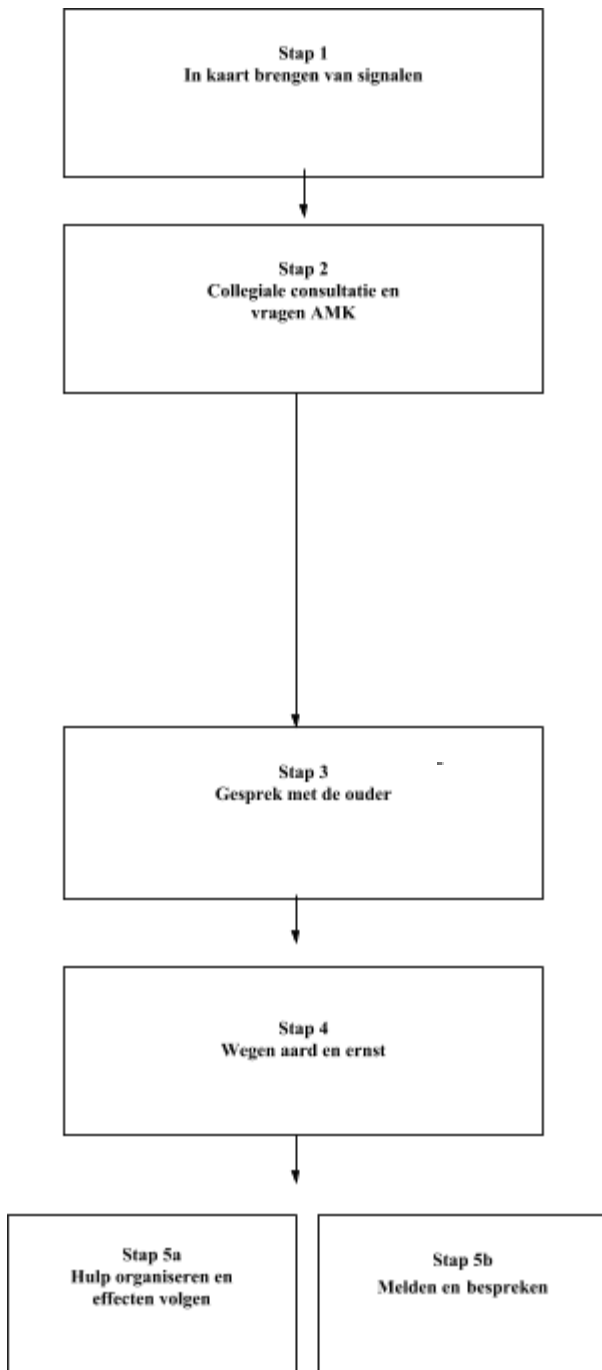 Stap 1
In kaart brengen van signalen
Stap 2
Collegiale consultatie en
vragen AMK
Stap 3
Gesprek met de ouder
Stap 4
Wegen aard en ernst
Stap 5a
Hulp organiseren en
effecten volgen
Stap 5b
Melden en bespreken